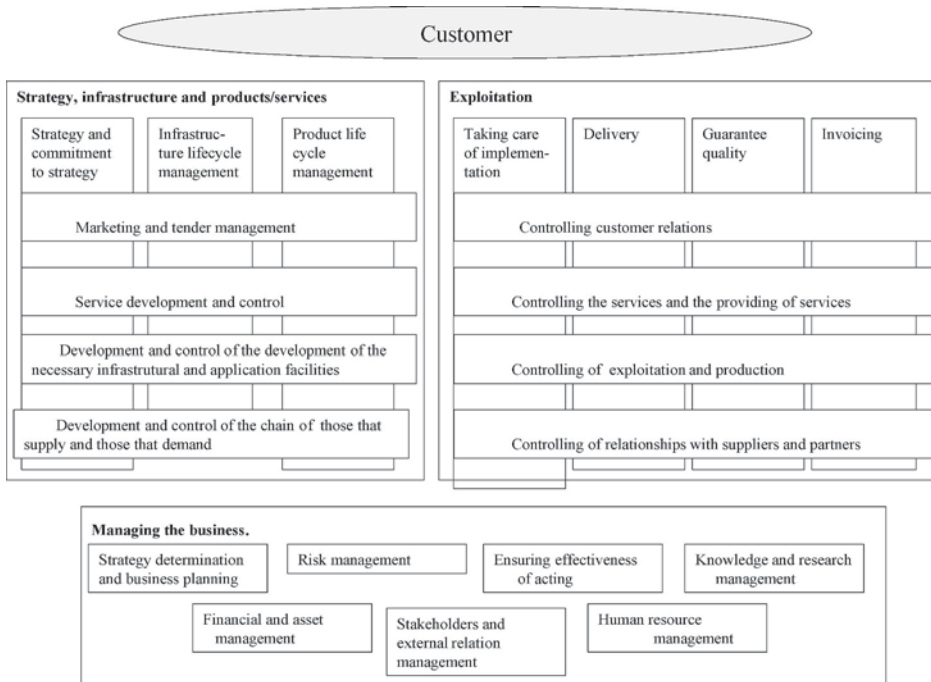 Customer
Strategy, infrastructure and products/services
Strategy and
commitment
to strategy
Infrastruc-
ture lifecycle
management
Product life
cycle
management
Marketing and tender management
Service development and control
Development and control of the development of the
necessary infrastrutural and application facilities
Development and control of the chain of those that
supply and those that demand
Exploitation
Taking care
of implemen-
tation
Delivery
Guarantee
quality
Invoicing
Controlling customer relations
Controlling the services and the providing of services
Controlling of exploitation and production
Controlling of relationships with suppliers and partners
Managing the business.
Strategy determination
and business planning
Risk management
Ensuring effectiveness
of acting
Knowledge and research
management
Financial and asset
management
Stakeholders and
external relation
management
Human resource
management